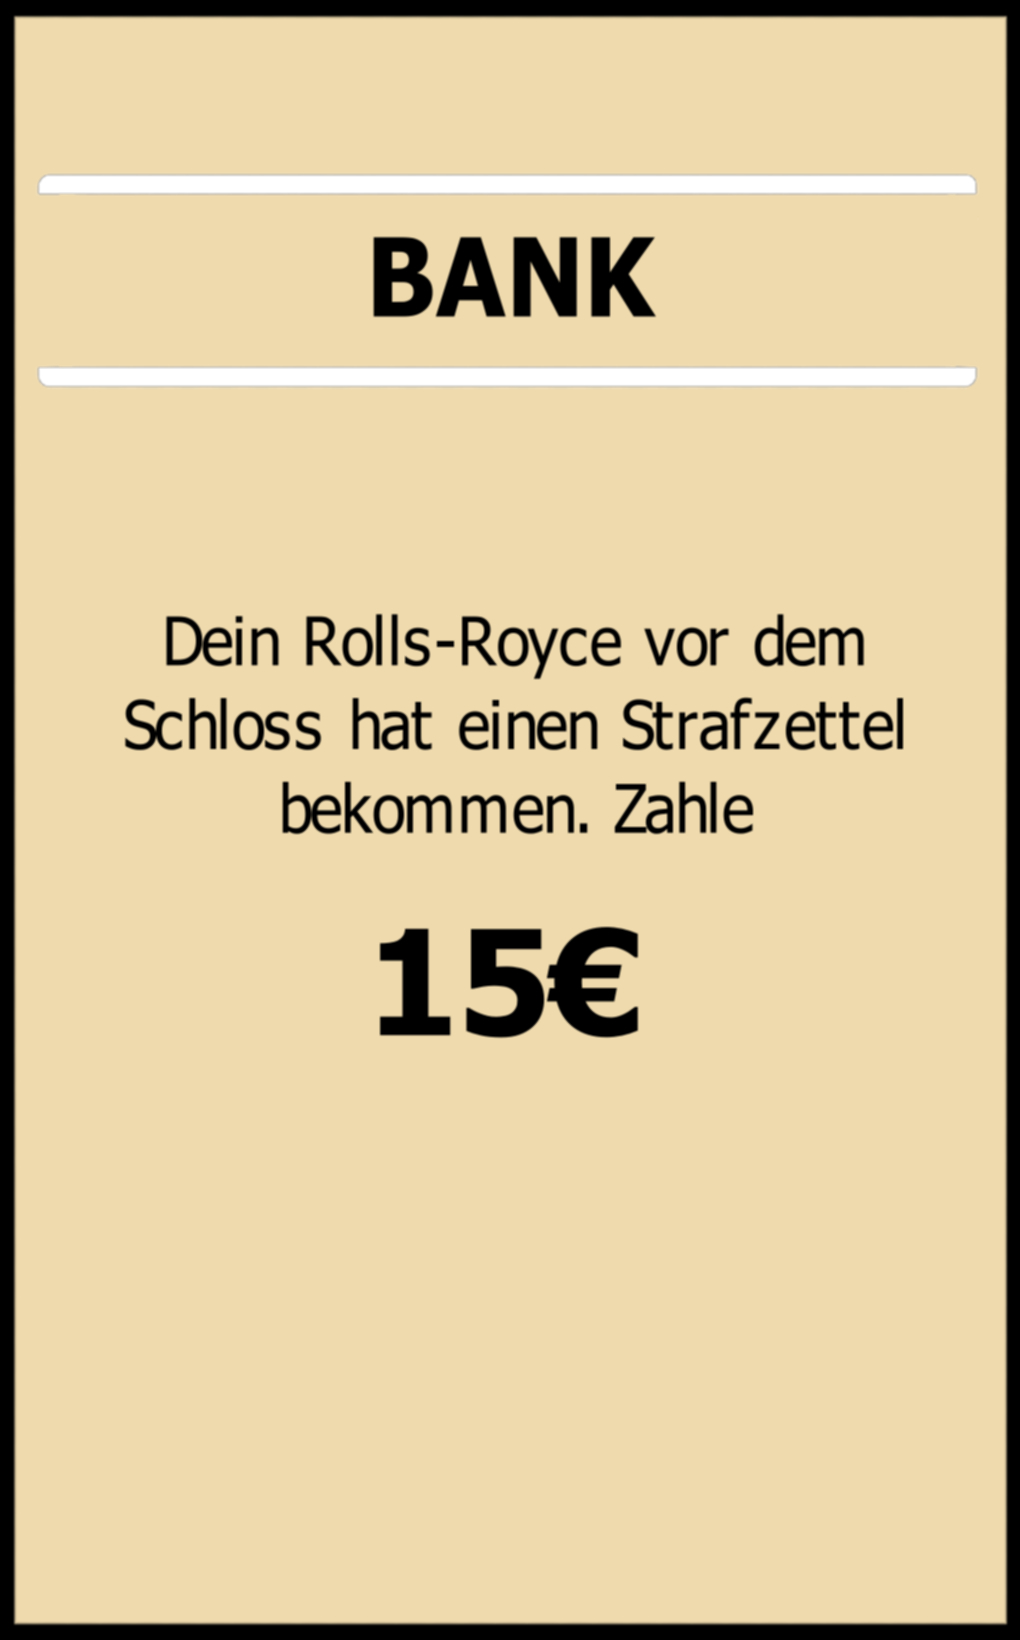 BANK
Dein Rolls-Royce vor dem
Schloss hat einen Strafzettel
bekommen. Zahle
15€